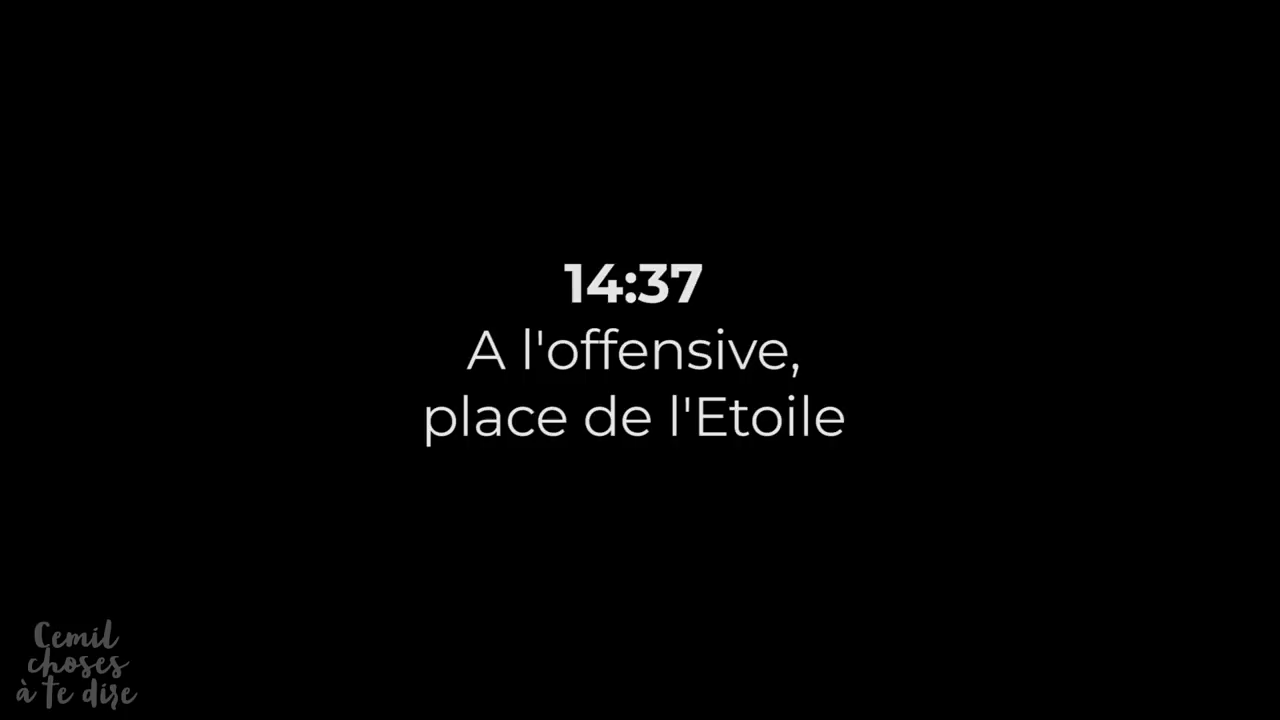 14:37
A l'offensive,
place de l'Etoile
Cemil
choses
à te dire